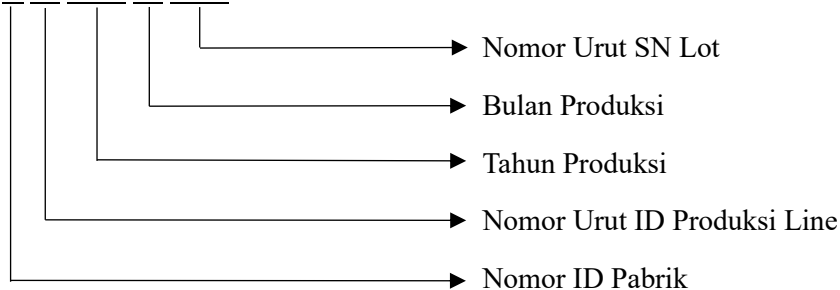 Nomor Urut SN Lot
Bulan Produksi
Tahun Produksi
Nomor Urut ID Produksi Line
Nomor ID Pabrik